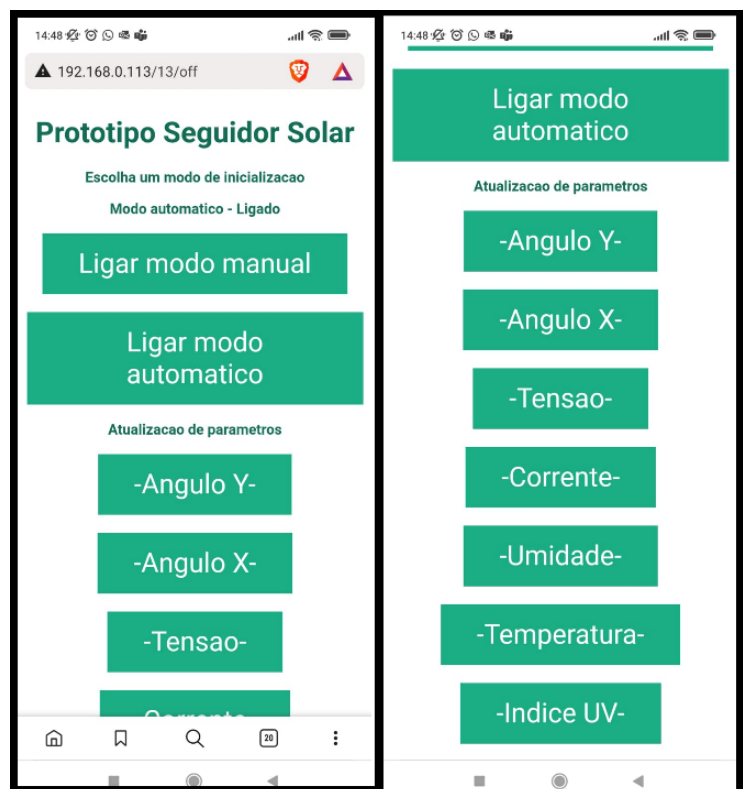 14:48
192.168.0.113/13/off
Prototipo Seguidor Solar
Escolha um modo de inicializacao
Modo automatico - Ligado
Ligar modo manual
Ligar modo
automatico
Atualizacao de parametros
-Angulo Y-
-Angulo X-
-Tensao-
-Corrente-
20
14:48
Ligar modo
automatico
Atualizacao de parametros
-Angulo Y-
-Angulo X-
-Tensao-
-Corrente-
-Umidade-
-Temperatura-
-Indice UV-